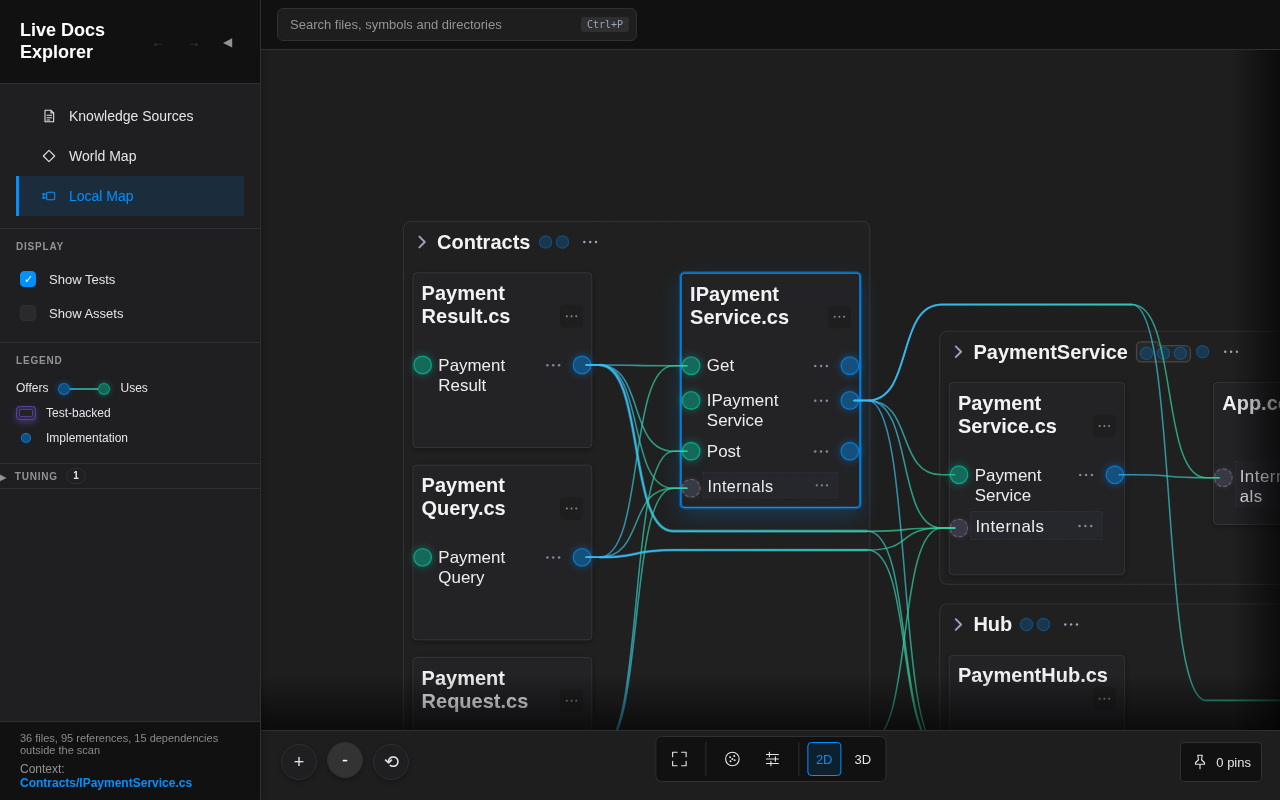 Live Docs
Explorer
Search files, symbols and directories
Ctrl+P
Knowledge Sources
World Map
Local Map
DISPLAY
Show Tests
Show Assets
LEGEND
Offers
Uses
Test-backed
Implementation
TUNING
1
36 files, 95 references, 15 dependencies
outside the scan
Context:
Contracts/IPaymentService.cs
Contracts
Payment
Result.cs
Payment
Result
Payment
Query.cs
Payment
Query
Payment
Request.cs
IPayment
Service.cs
Get
IPayment
Service
Post
Internals
PaymentService
Payment
Service.cs
Payment
Service
Internals
App.cs
Intern
als
Hub
PaymentHub.cs
+
-
2D
3D
0 pins